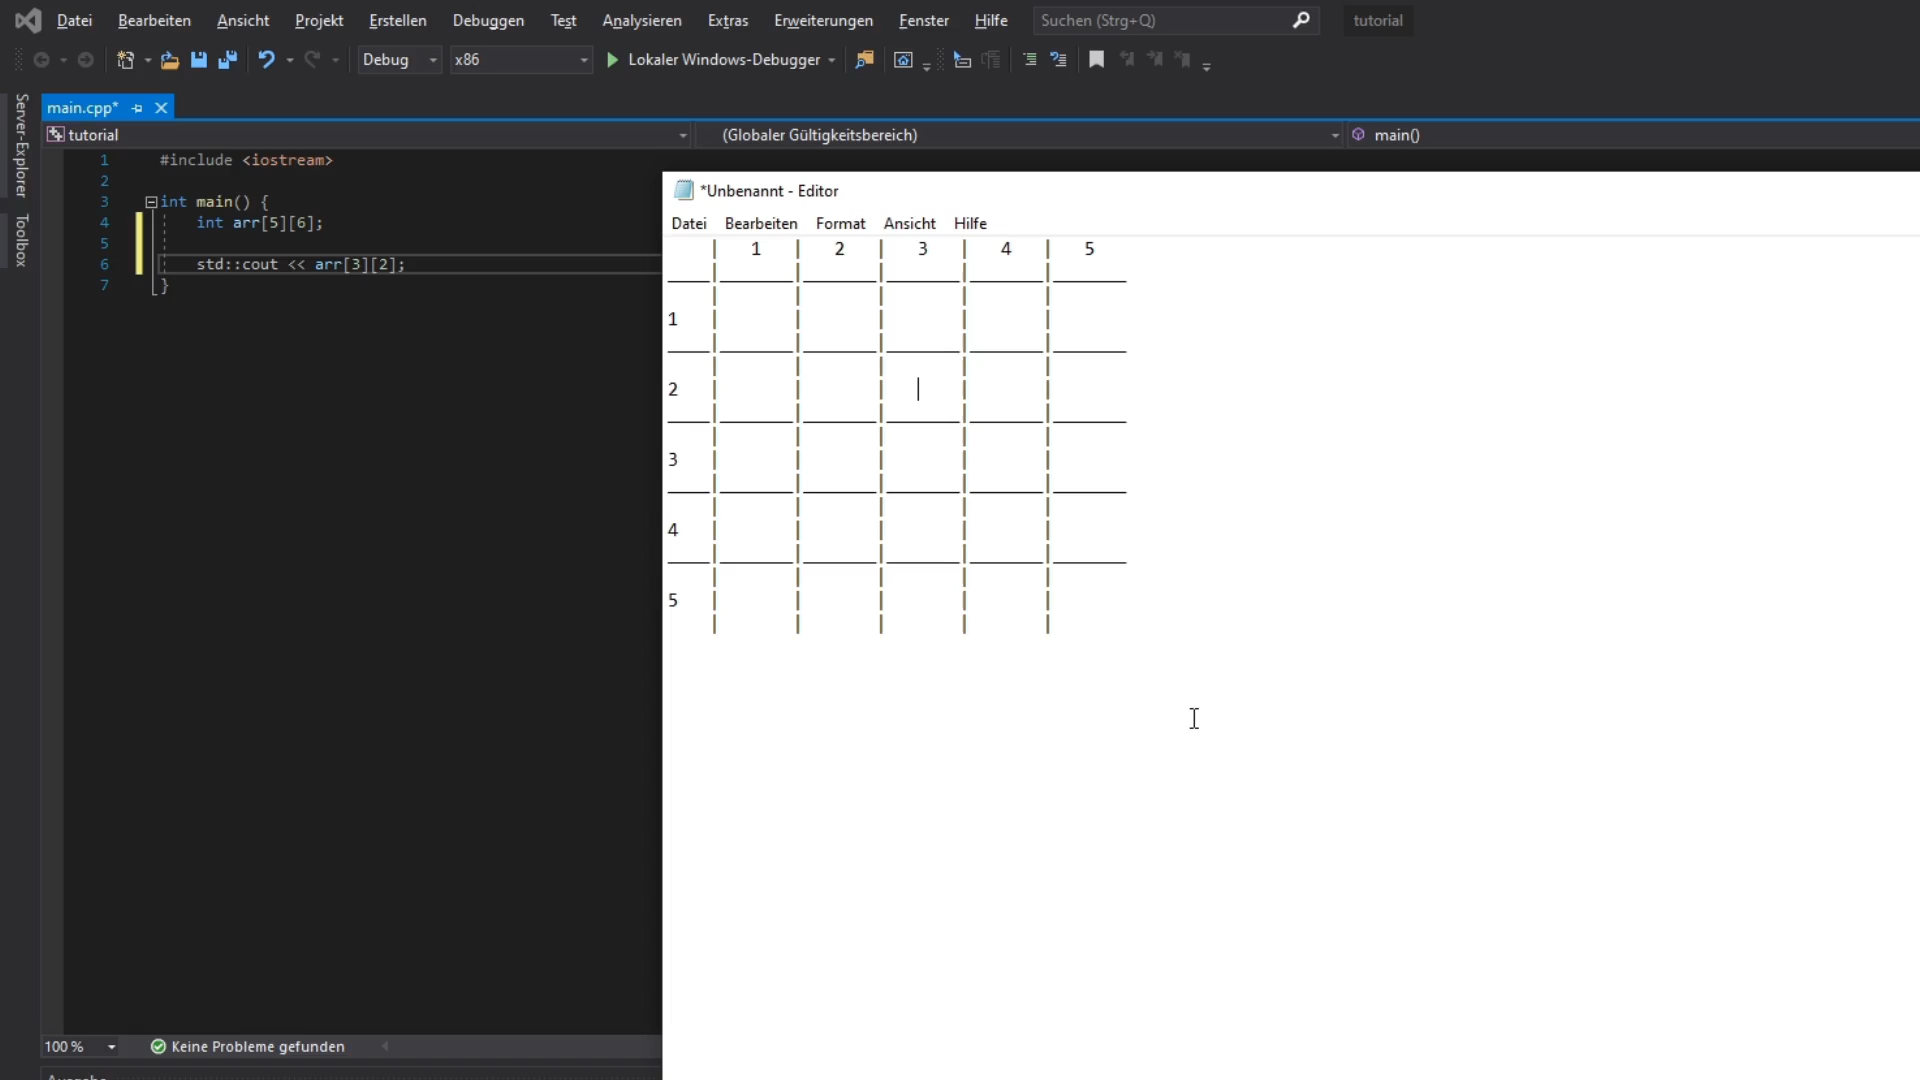 Datei Bearbeiten Ansicht Projekt Erstellen Debuggen Test Analysieren Extras Erweiterungen Fenster Hilfe Suchen (Strg+Q) tutorial
Debug x86 Lokaler Windows-Debugger
Server-Explorer
Toolbox
main.cpp*
tutorial (Globaler Gültigkeitsbereich) main()
1 #include <iostream>
2
3 int main() {
4 int arr[5][6];
5
6 std::cout << arr[3][2];
7 }
*Unbenannt - Editor
Datei Bearbeiten Format Ansicht Hilfe
1 2 3 4 5
1
2
3
4
5
100 % Keine Probleme gefunden
Ausgabe